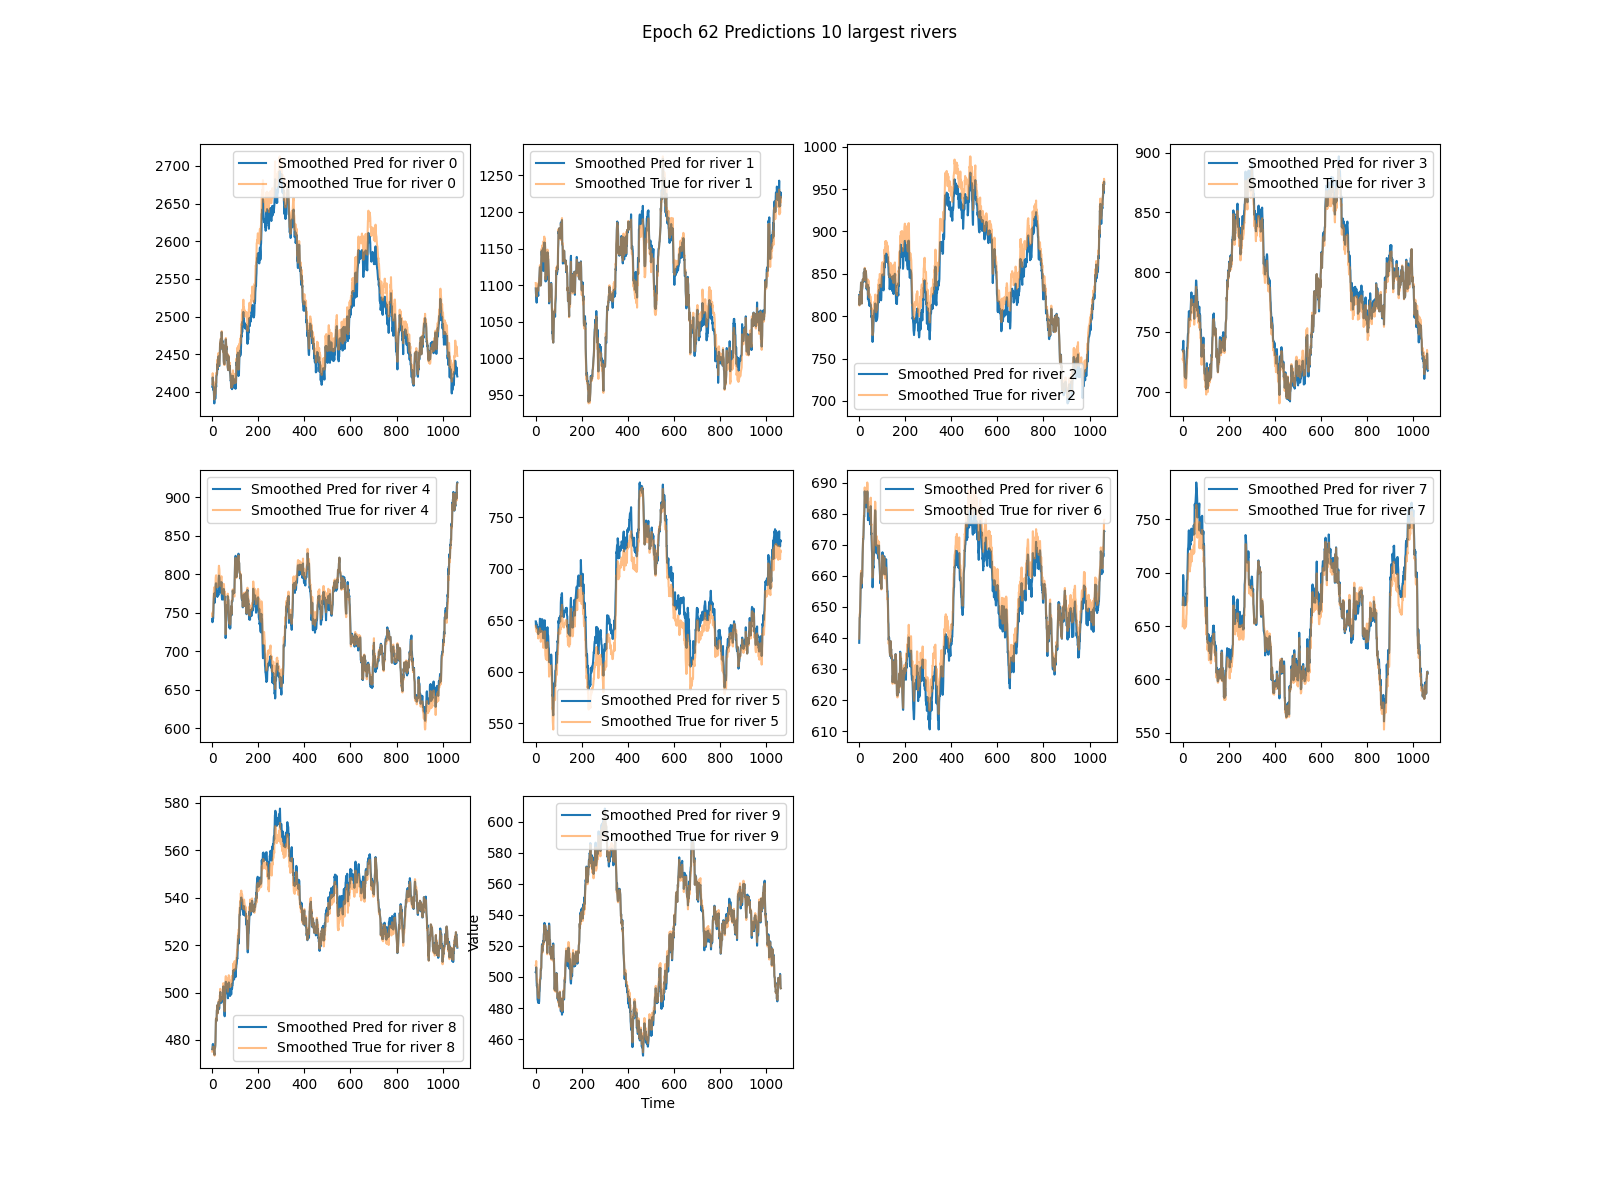 Epoch 62 Predictions 10 largest rivers
Smoothed Pred for river 0
Smoothed True for river 0
2700
2650
2600
2550
2500
2450
2400
0 200 400 600 800 1000
Smoothed Pred for river 1
Smoothed True for river 1
1250
1200
1150
1100
1050
1000
950
0 200 400 600 800 1000
1000
950
900
850
800
750
700
Smoothed Pred for river 2
Smoothed True for river 2
0 200 400 600 800 1000
Smoothed Pred for river 3
Smoothed True for river 3
900
850
800
750
700
0 200 400 600 800 1000
Smoothed Pred for river 4
Smoothed True for river 4
900
850
800
750
700
650
600
0 200 400 600 800 1000
750
700
650
600
550
Smoothed Pred for river 5
Smoothed True for river 5
0 200 400 600 800 1000
Smoothed Pred for river 6
Smoothed True for river 6
690
680
670
660
650
640
630
620
610
0 200 400 600 800 1000
Smoothed Pred for river 7
Smoothed True for river 7
750
700
650
600
550
0 200 400 600 800 1000
580
560
540
520
500
480
Smoothed Pred for river 8
Smoothed True for river 8
0 200 400 600 800 1000
Smoothed Pred for river 9
Smoothed True for river 9
600
580
560
540
520
500
480
460
Value
0 200 400 600 800 1000
Time